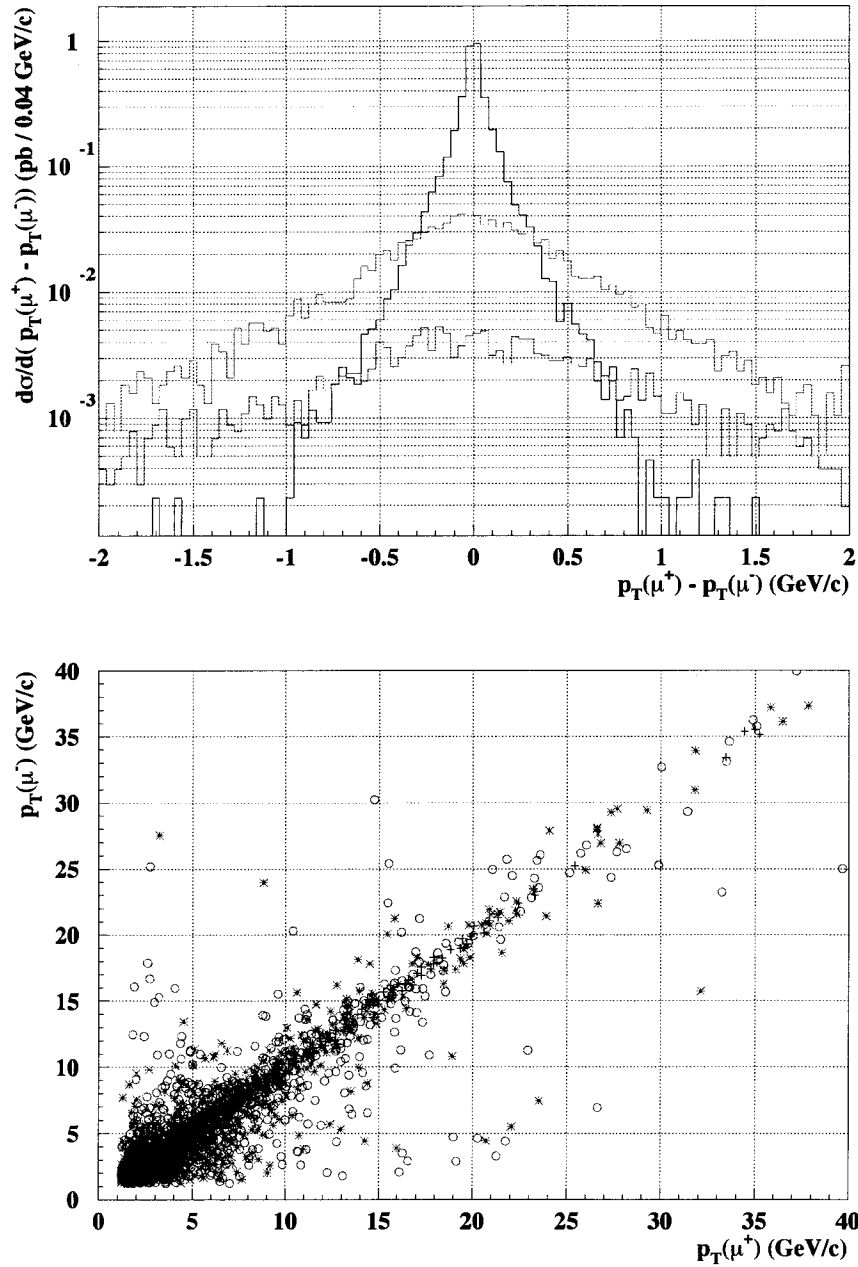 dσ/d( p_T(μ⁺) - p_T(μ⁻)) (pb / 0.04 GeV/c)
1
10⁻¹
10⁻²
10⁻³
-2 -1.5 -1 -0.5 0 0.5 1 1.5 2
p_T(μ⁺) - p_T(μ⁻) (GeV/c)
p_T(μ⁻) (GeV/c)
40
35
30
25
20
15
10
5
0
0 5 10 15 20 25 30 35 40
p_T(μ⁺) (GeV/c)